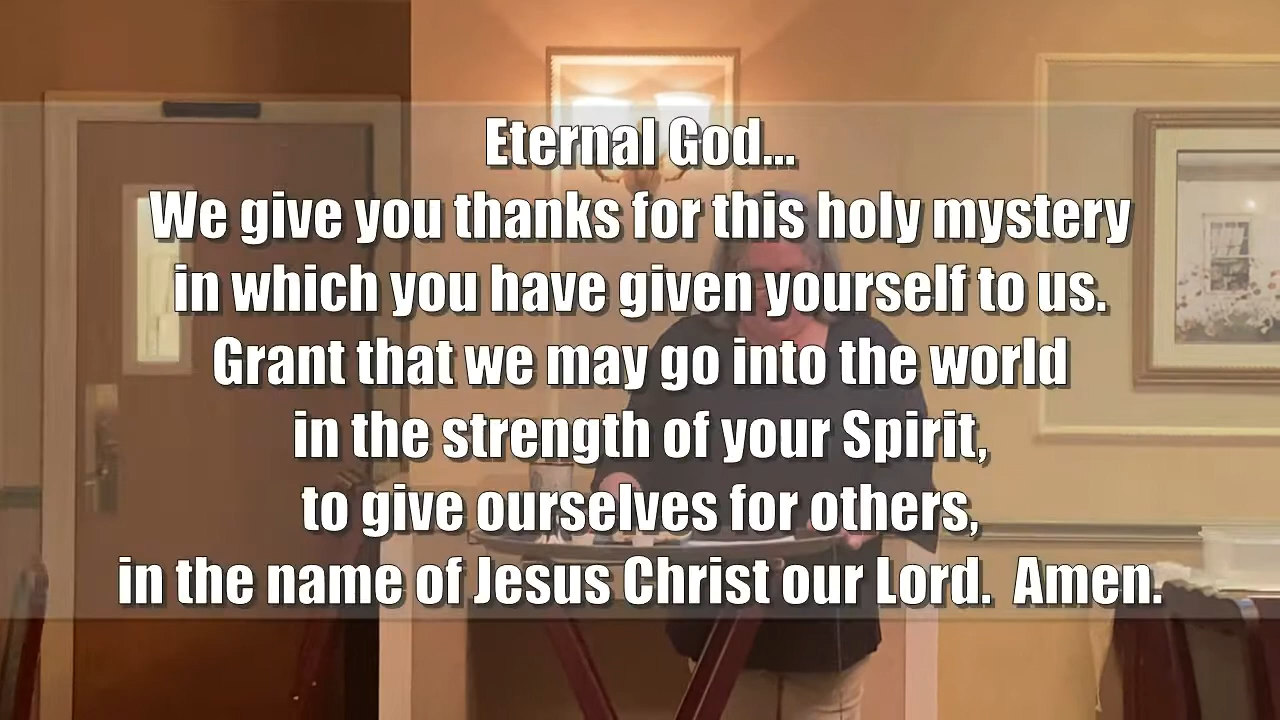 Eternal God...
We give you thanks for this holy mystery
in which you have given yourself to us.
Grant that we may go into the world
in the strength of your Spirit,
to give ourselves for others,
in the name of Jesus Christ our Lord.  Amen.